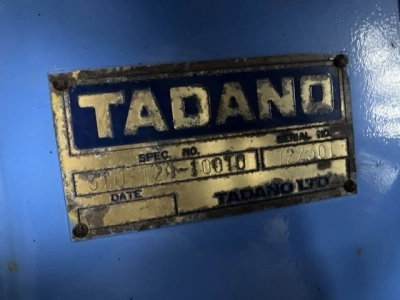 TADANO
SPEC. NO.
SERIAL NO.
DATE
TADANO LTD.